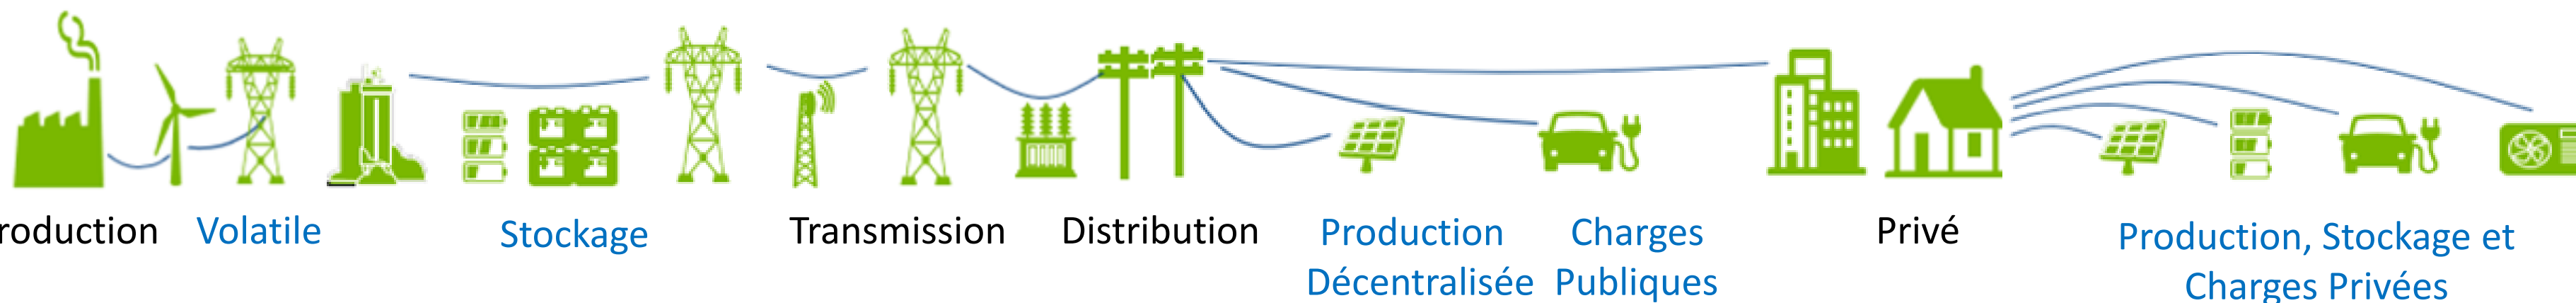 roduction
Volatile
Stockage
Transmission
Distribution
Production
Décentralisée
Charges
Publiques
Privé
Production, Stockage et
Charges Privées